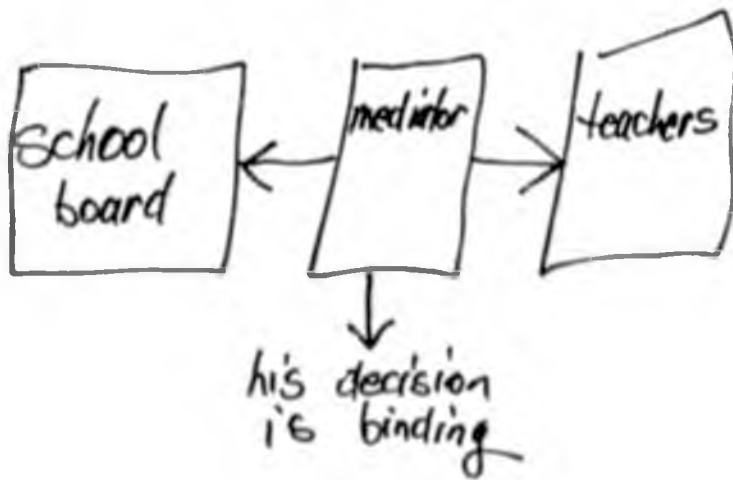 school
board
mediator
teachers
his decision
is binding